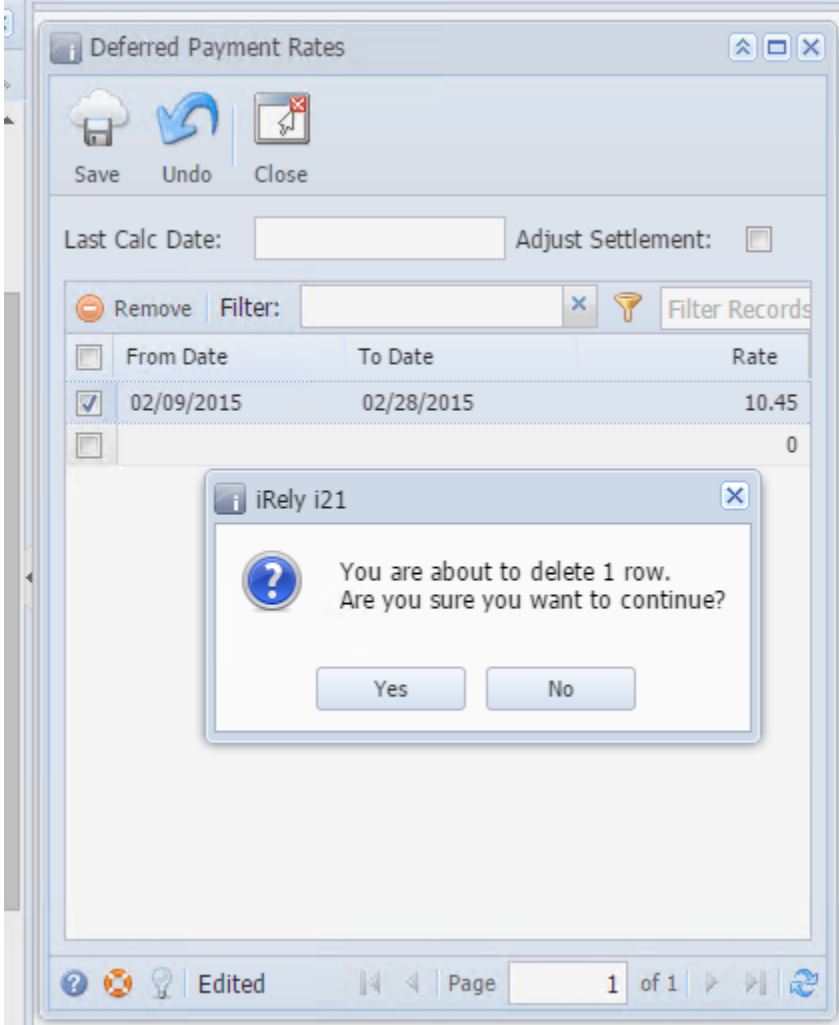 Deferred Payment Rates
Save Undo Close
Last Calc Date: Adjust Settlement:
Remove Filter: Filter Records
From Date To Date Rate
02/09/2015 02/28/2015 10.45
0
iRely i21
You are about to delete 1 row.
Are you sure you want to continue?
Yes No
Edited Page 1 of 1